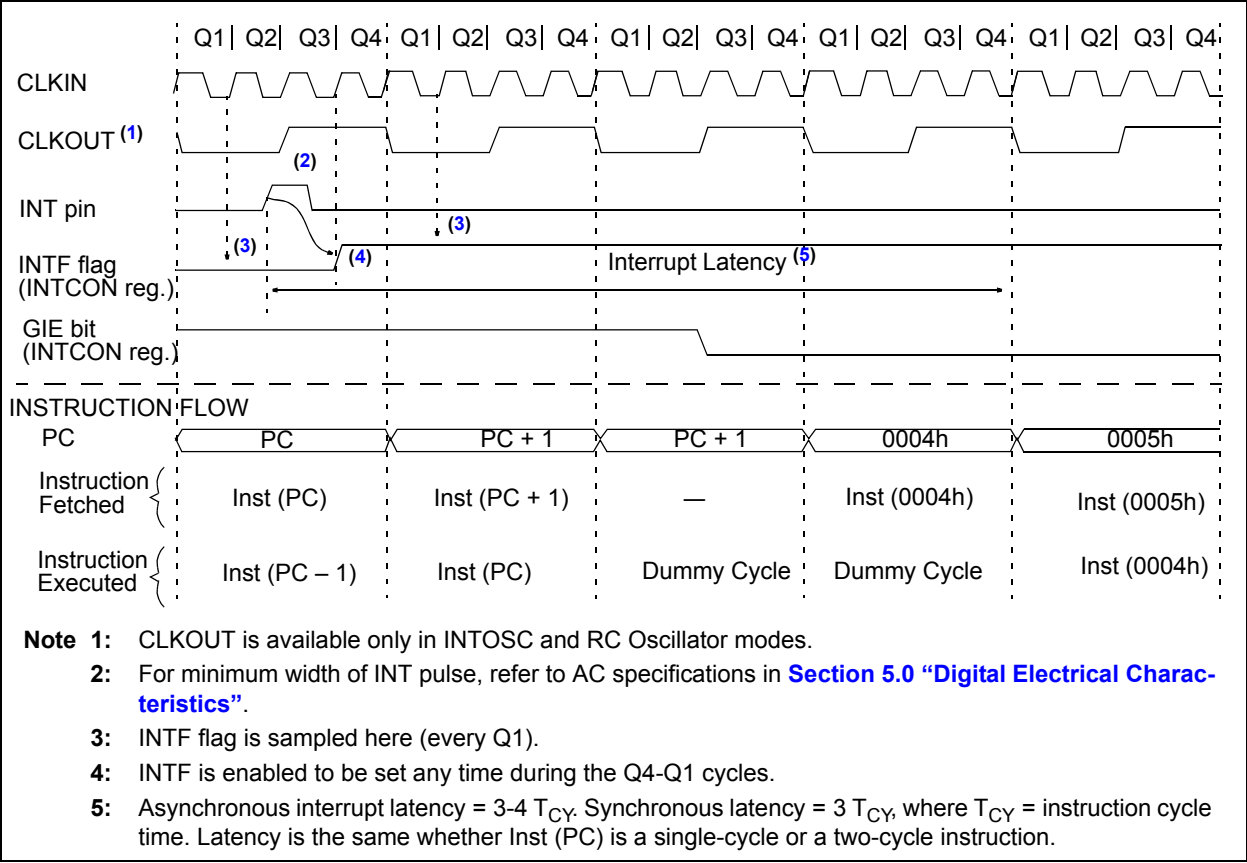 Q1| Q2| Q3| Q4 Q1| Q2| Q3| Q4 Q1| Q2| Q3| Q4 Q1| Q2| Q3| Q4 Q1| Q2| Q3| Q4
CLKIN
CLKOUT (1)
(2)
INT pin
(3)
(3)
(4)
INTF flag
(INTCON reg.)
Interrupt Latency (5)
GIE bit
(INTCON reg.)
INSTRUCTION FLOW
PC PC PC + 1 PC + 1 0004h 0005h
Instruction
Fetched
Inst (PC) Inst (PC + 1) — Inst (0004h) Inst (0005h)
Instruction
Executed
Inst (PC – 1) Inst (PC) Dummy Cycle Dummy Cycle Inst (0004h)
Note 1: CLKOUT is available only in INTOSC and RC Oscillator modes.
2: For minimum width of INT pulse, refer to AC specifications in Section 5.0 “Digital Electrical Charac-
teristics”.
3: INTF flag is sampled here (every Q1).
4: INTF is enabled to be set any time during the Q4-Q1 cycles.
5: Asynchronous interrupt latency = 3-4 TCY. Synchronous latency = 3 TCY, where TCY = instruction cycle
time. Latency is the same whether Inst (PC) is a single-cycle or a two-cycle instruction.